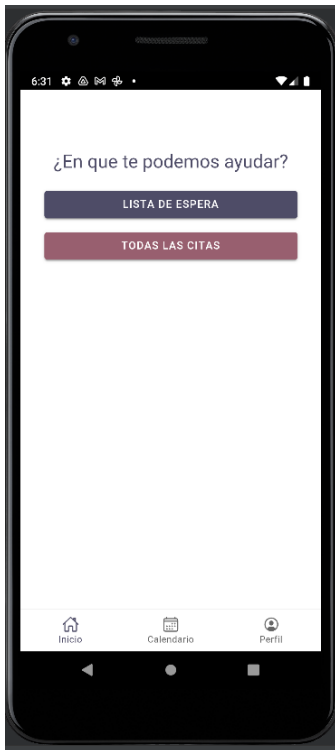 6:31
¿En que te podemos ayudar?
LISTA DE ESPERA
TODAS LAS CITAS
Inicio Calendario Perfil